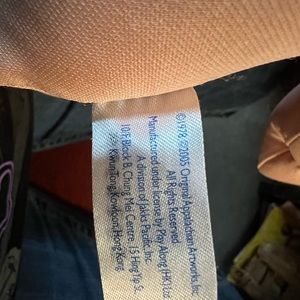 ©1978, ©2005 Original Appalachian Artworks, Inc.
All Rights Reserved
Manufactured under license by Play Along (HK) Ltd.
A division of Jakks Pacific, Inc.
10/F, Block B, Chung Mei Centre, 15 Hing Yip St.,
Kwun Tong, Kowloon, Hong Kong